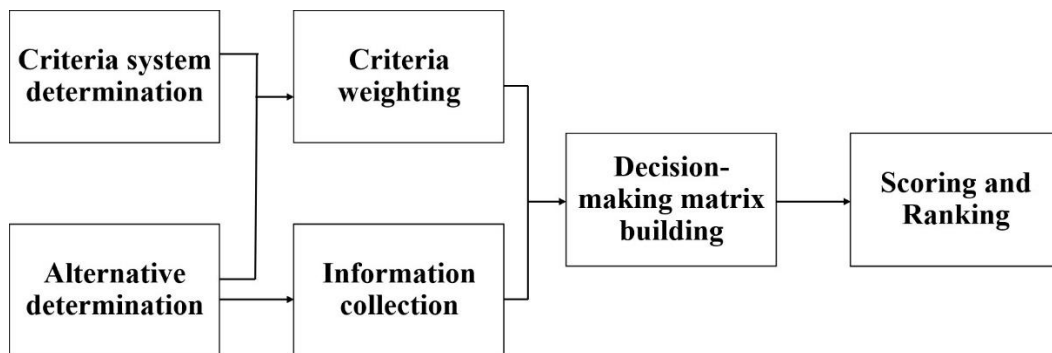 Criteria system
determination
Criteria
weighting
Alternative
determination
Information
collection
Decision-
making matrix
building
Scoring and
Ranking